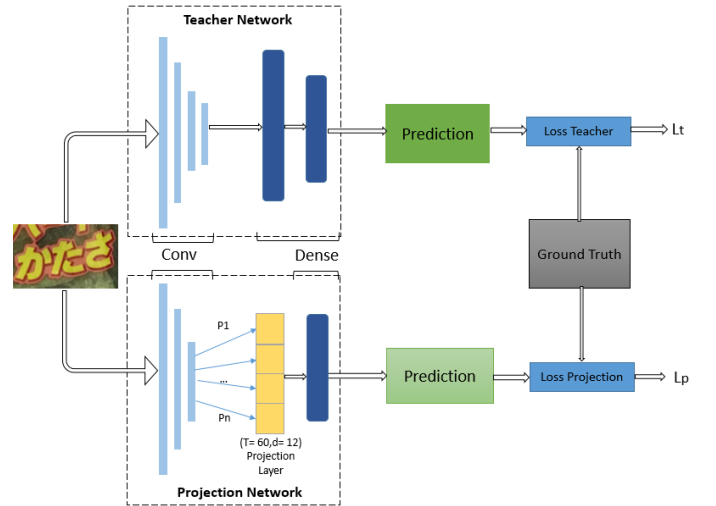 Teacher Network
Prediction
Loss Teacher
Lt
かたさ
Conv
Dense
Ground Truth
P1
...
Pn
Prediction
Loss Projection
Lp
(T= 60,d= 12)
Projection
Layer
Projection Network